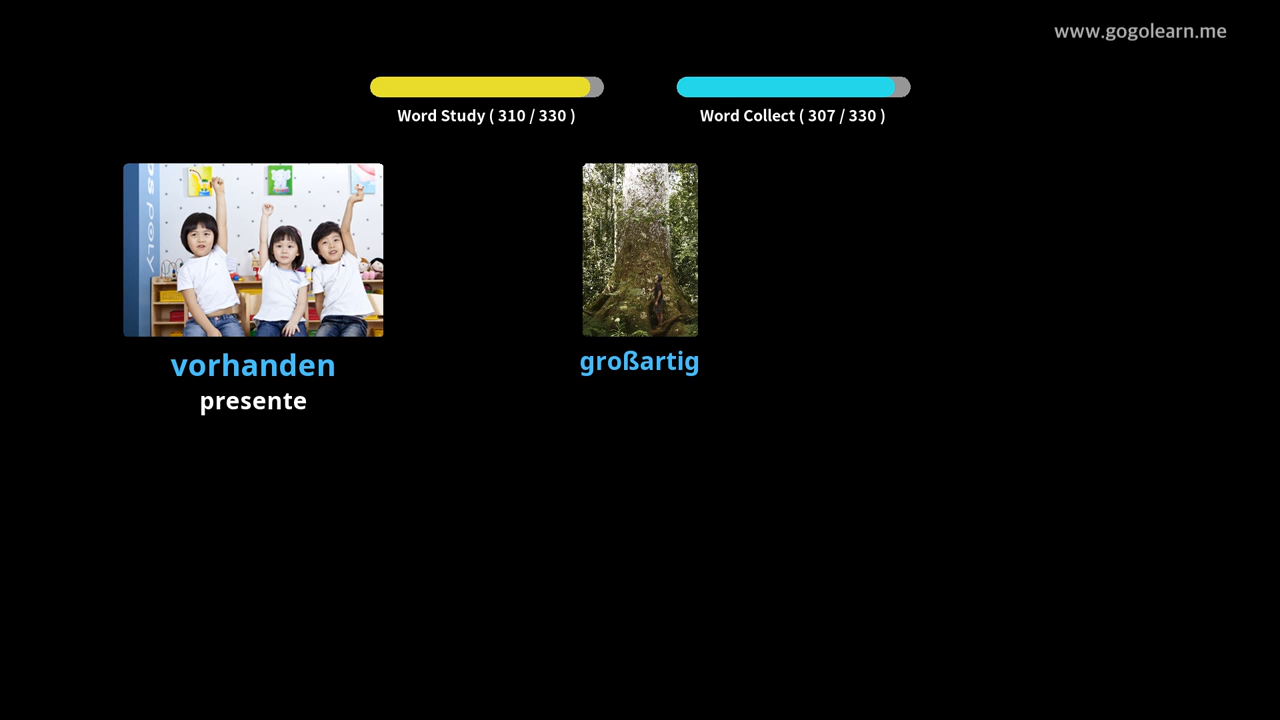 www.gogolearn.me
Word Study ( 310 / 330 )
Word Collect ( 307 / 330 )
vorhanden
presente
großartig